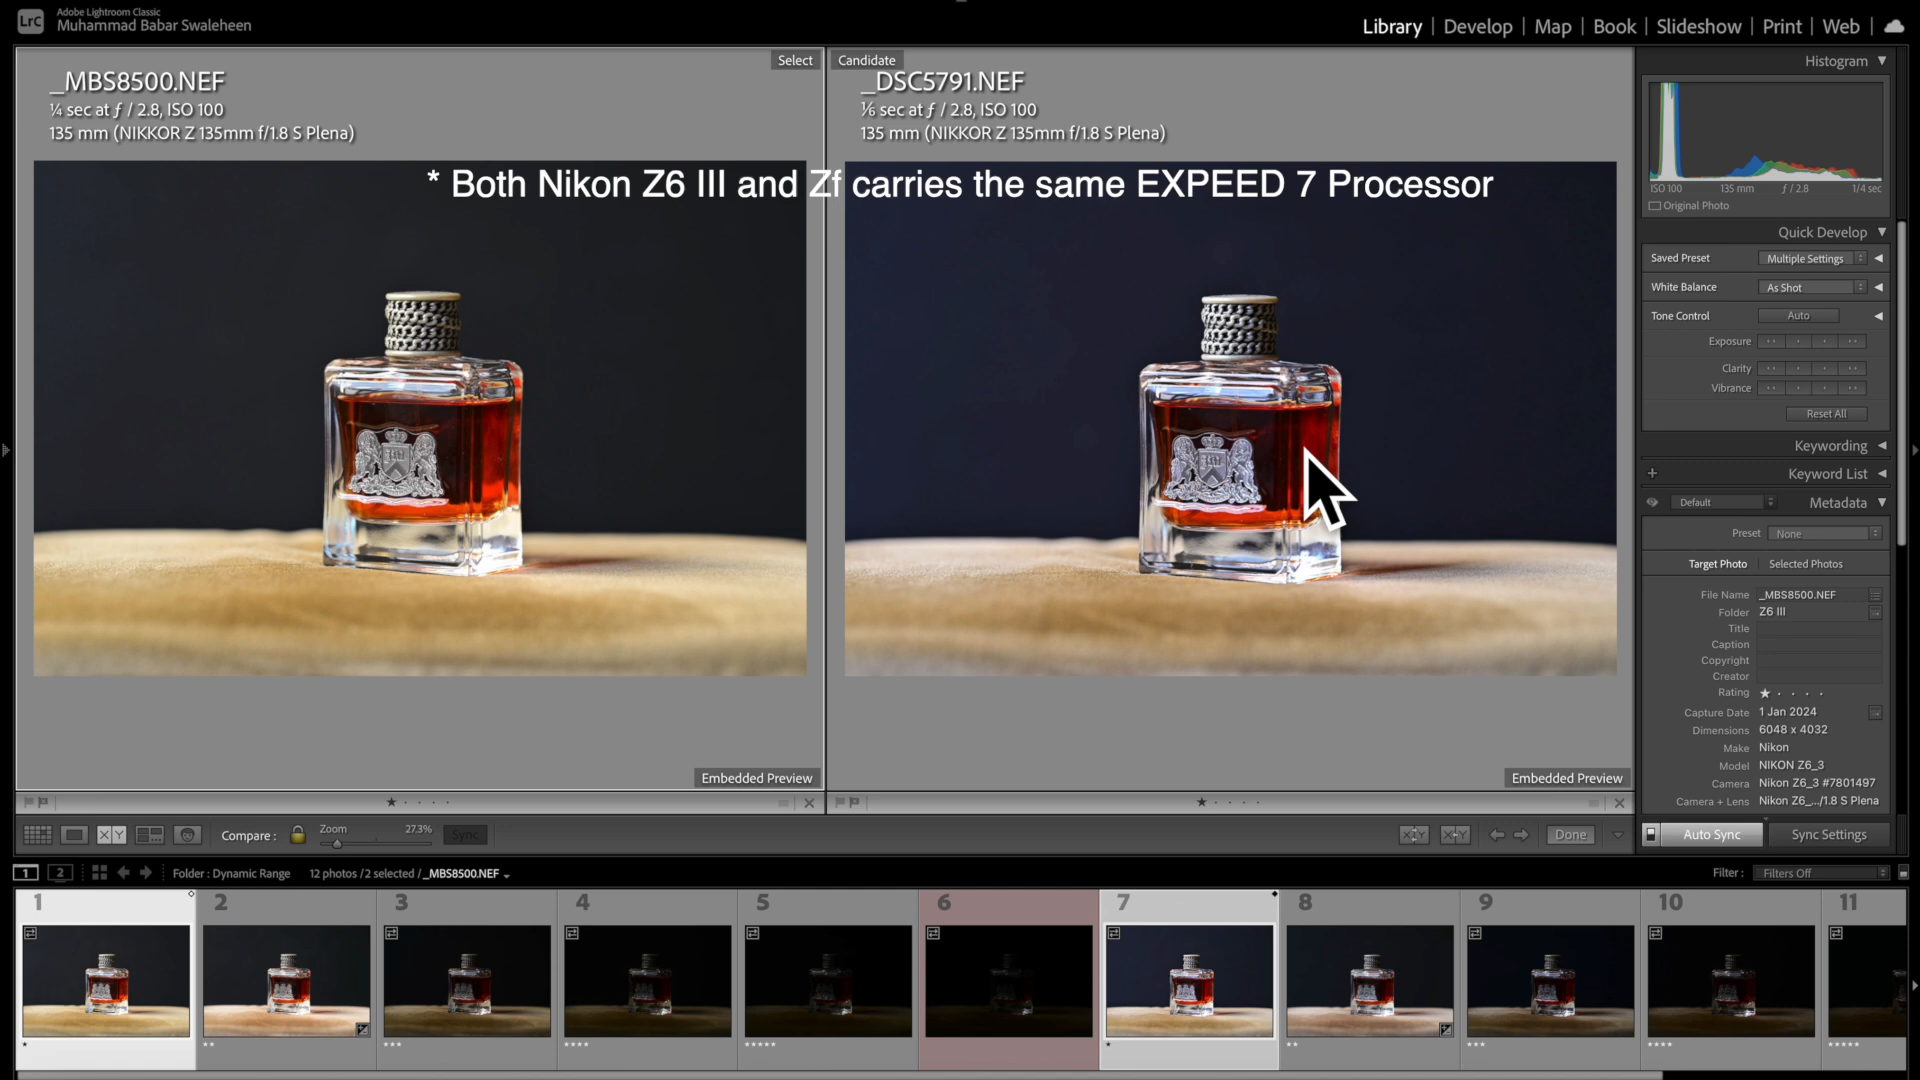 LrC
Adobe Lightroom Classic
Muhammad Babar Swaleheen
Library | Develop | Map | Book | Slideshow | Print | Web |
Select
_MBS8500.NEF
¼ sec at ƒ / 2.8, ISO 100
135 mm (NIKKOR Z 135mm f/1.8 S Plena)
Candidate
_DSC5791.NEF
⅙ sec at ƒ / 2.8, ISO 100
135 mm (NIKKOR Z 135mm f/1.8 S Plena)
* Both Nikon Z6 III and Zf carries the same EXPEED 7 Processor
Embedded Preview
Embedded Preview
Histogram
ISO 100 135 mm ƒ / 2.8 1/4 sec
Original Photo
Quick Develop
Saved Preset Multiple Settings
White Balance As Shot
Tone Control Auto
Exposure
Clarity
Vibrance
Reset All
Keywording
+ Keyword List
Default Metadata
Preset None
Target Photo Selected Photos
File Name _MBS8500.NEF
Folder Z6 III
Title
Caption
Copyright
Creator
Rating ★ · · · ·
Capture Date 1 Jan 2024
Dimensions 6048 x 4032
Make Nikon
Model NIKON Z6_3
Camera Nikon Z6_3 #7801497
Camera + Lens Nikon Z6_.../1.8 S Plena
Auto Sync Sync Settings
XY Compare : Zoom 27.3% Sync
X Y X Y Done
1 2 Folder : Dynamic Range 12 photos / 2 selected / _MBS8500.NEF
Filter : Filters Off
1 2 3 4 5 6 7 8 9 10 11